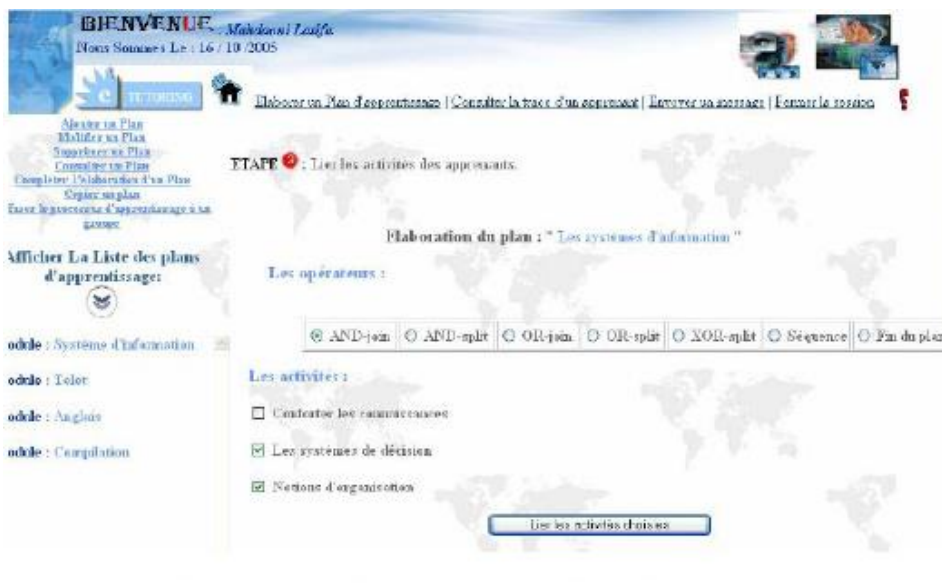 BIENVENUE : Mahdaoui Latifa
Nous Sommes Le : 16 / 10 /2005
e TUTORING
Elaborer un Plan d'apprentissage | Consulter la trace d'un apprenant | Envoyer un message | Fermer la session
Ajouter un Plan
Modifier un Plan
Supprimer un Plan
Consulter un Plan
Completer l'élaboration d'un Plan
Copier un plan
d'apprentissage à un
Afficher La Liste des plans
d'apprentissage:
odule : Système d'information
odule : Telot
odule : Anglais
odule : Compilation
ETAPE 2 : Lier les activités des apprenants.
Elaboration du plan : " Les systèmes d'information "
Les opérateurs :
AND-join AND-split OR-join OR-split XOR-split Séquence Fin du plan
Les activités :
les connaissances
Les systèmes de décision
Notions d'organisation
Lier les activités choisies